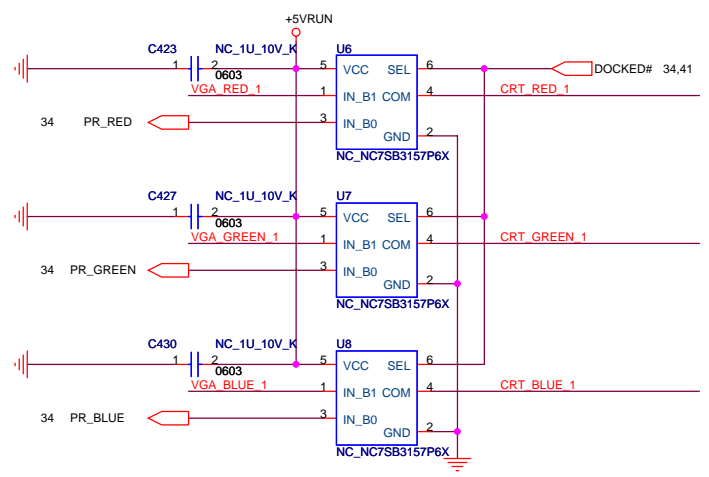 +5VRUN
C423 NC_1U_10V_K U6
1 2 5 VCC SEL 6 DOCKED# 34,41
0603
VGA_RED_1 1 IN_B1 COM 4 CRT_RED_1
34 PR_RED 3 IN_B0
GND 2
NC_NC7SB3157P6X
C427 NC_1U_10V_K U7
1 2 5 VCC SEL 6
0603
VGA_GREEN_1 1 IN_B1 COM 4 CRT_GREEN_1
34 PR_GREEN 3 IN_B0
GND 2
NC_NC7SB3157P6X
C430 NC_1U_10V_K U8
1 2 5 VCC SEL 6
0603
VGA_BLUE_1 1 IN_B1 COM 4 CRT_BLUE_1
34 PR_BLUE 3 IN_B0
GND 2
NC_NC7SB3157P6X